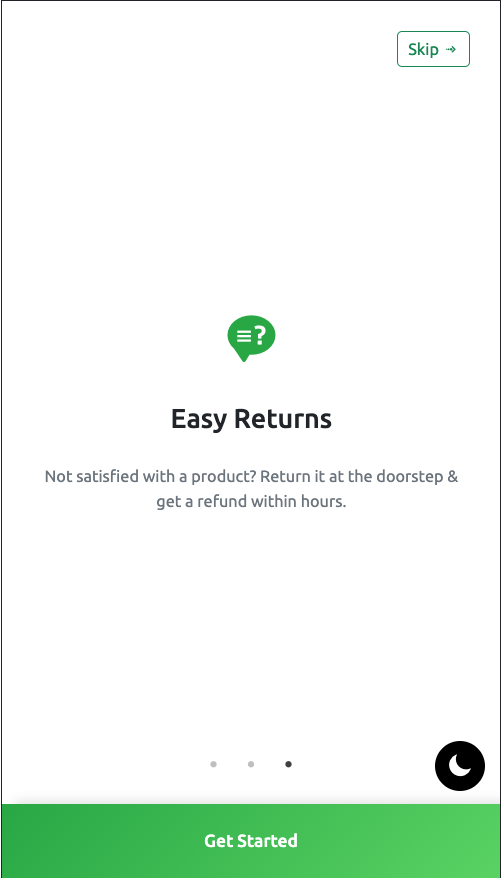 Skip
Easy Returns
Not satisfied with a product? Return it at the doorstep &
get a refund within hours.
Get Started